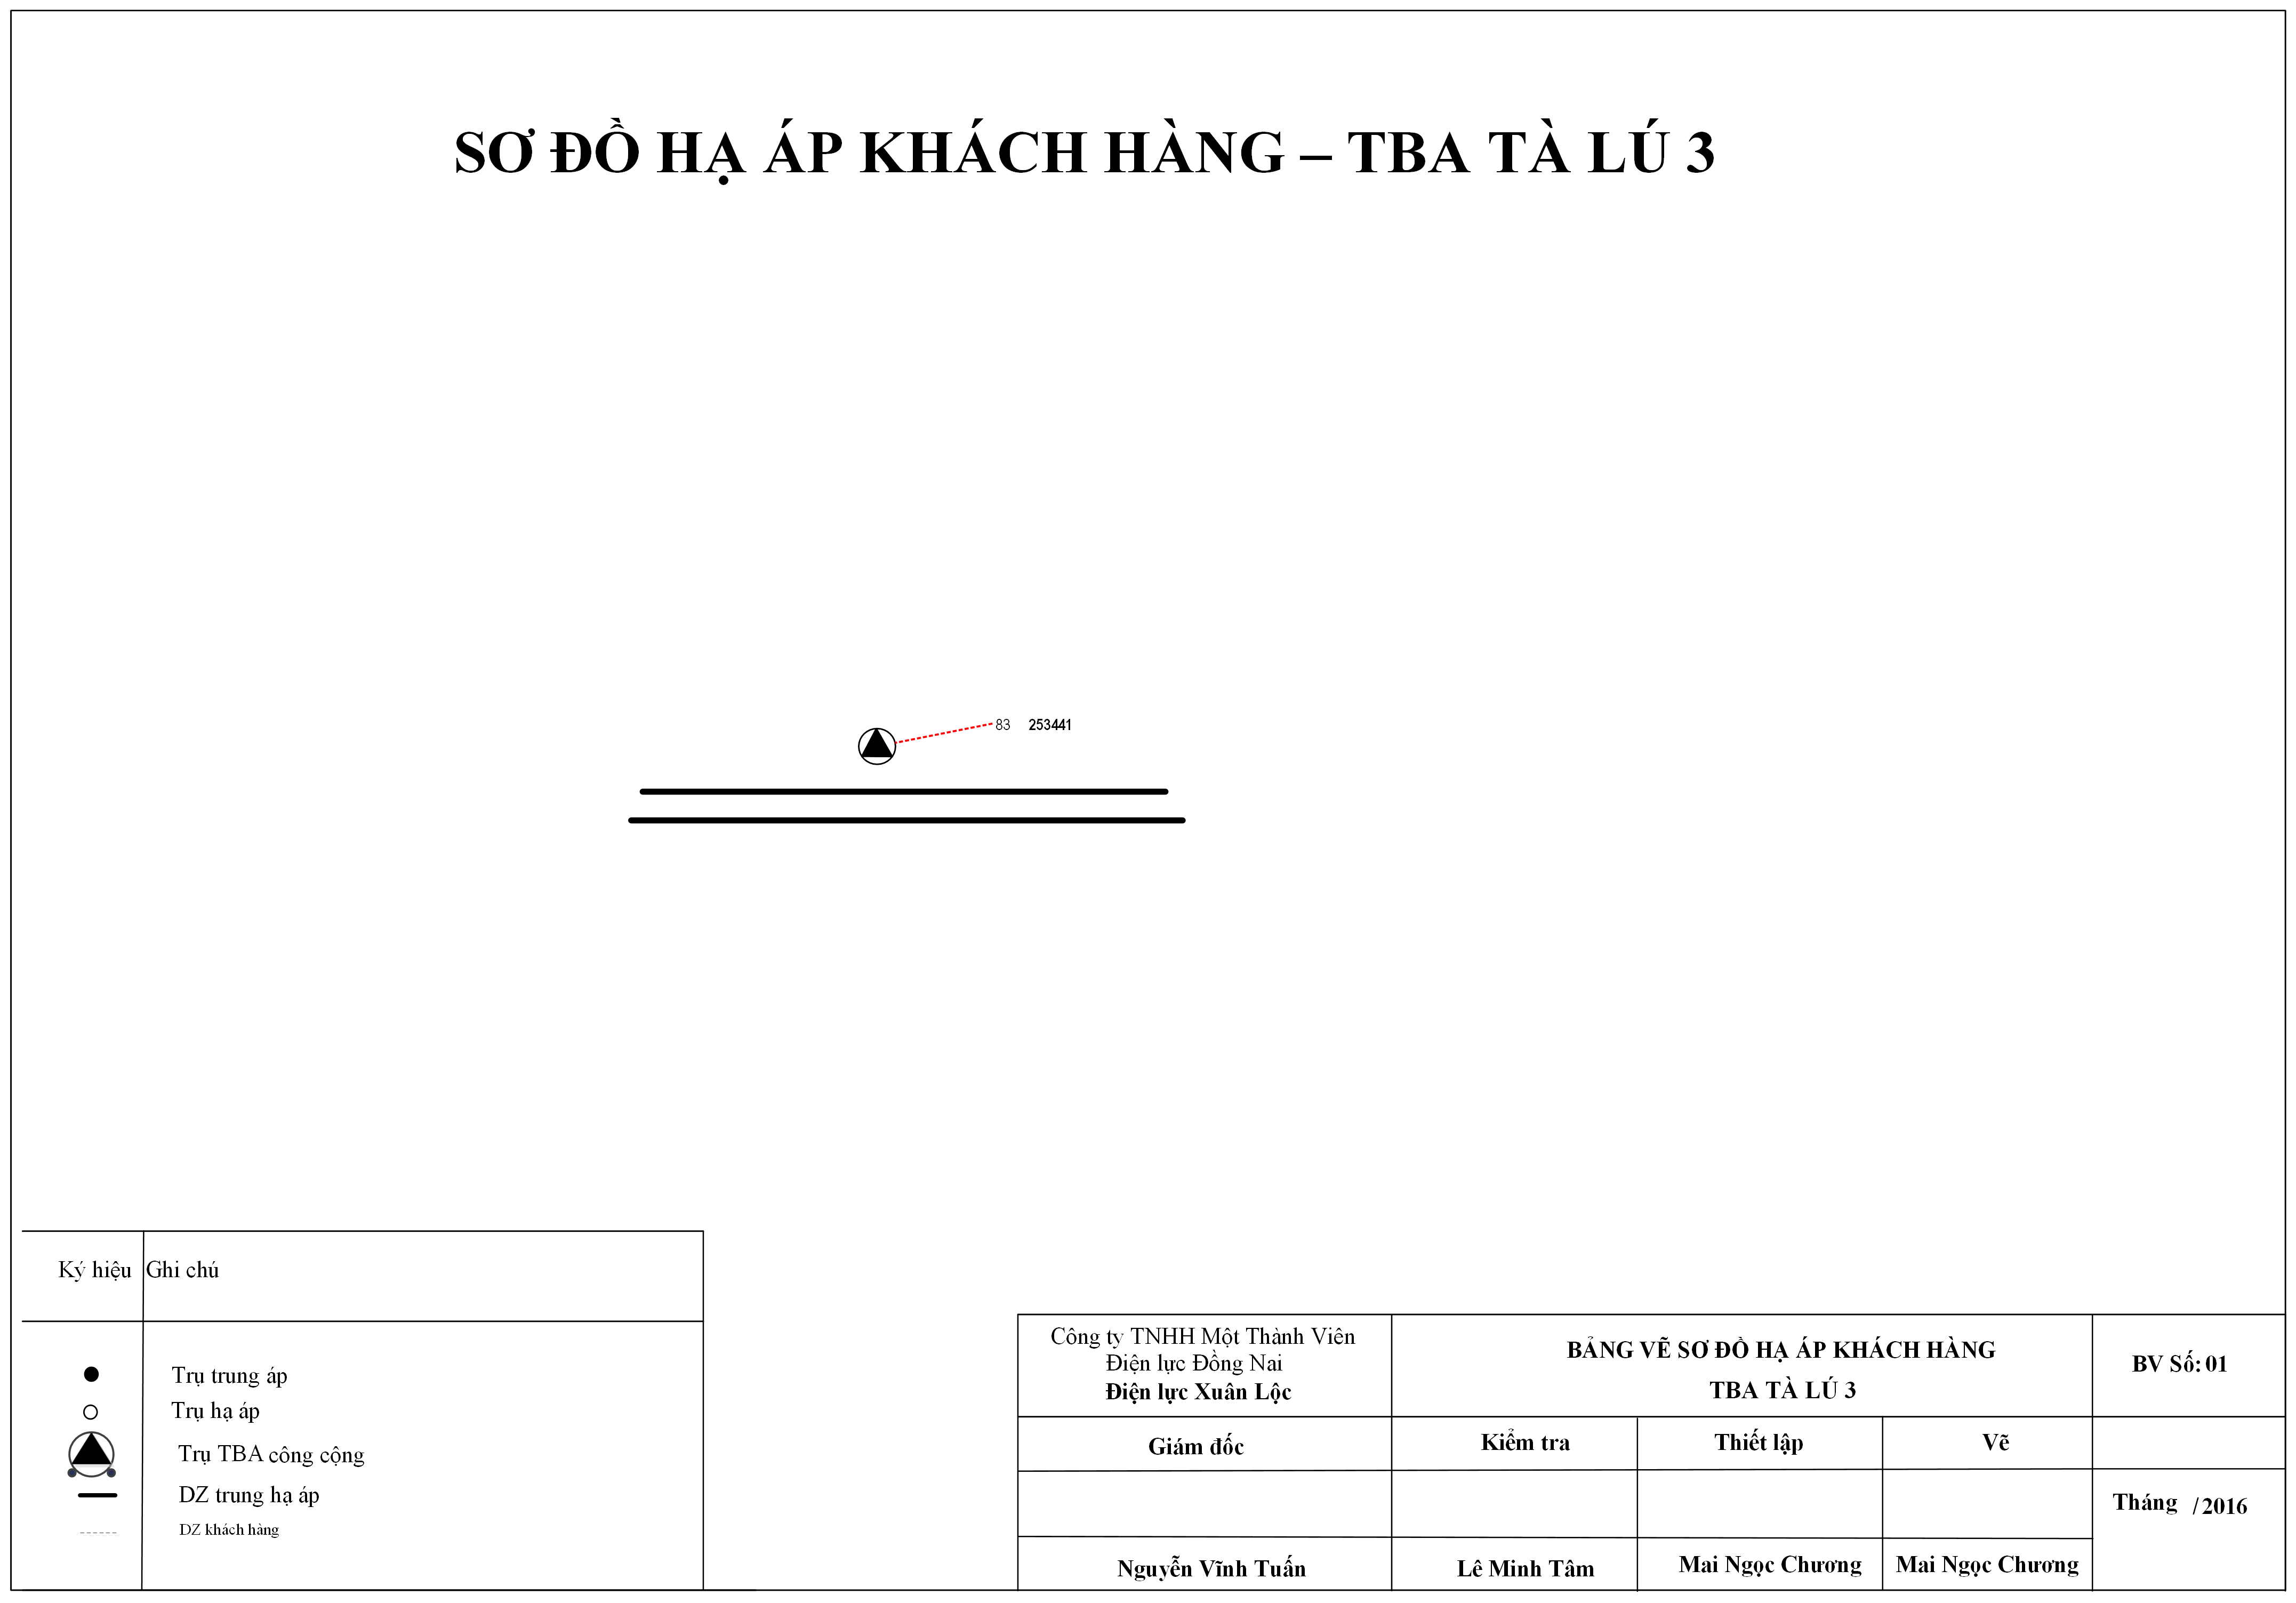 SƠ ĐỒ HẠ ÁP KHÁCH HÀNG – TBA TÀ LÚ 3
83 253441
Ký hiệu Ghi chú
Trụ trung áp
Trụ hạ áp
Trụ TBA công cộng
DZ trung hạ áp
DZ khách hàng
Công ty TNHH Một Thành Viên
Điện lực Đồng Nai
Điện lực Xuân Lộc
BẢNG VẼ SƠ ĐỒ HẠ ÁP KHÁCH HÀNG
TBA TÀ LÚ 3
BV Số: 01
Giám đốc Kiểm tra Thiết lập Vẽ
Tháng /2016
Nguyễn Vĩnh Tuấn Lê Minh Tâm Mai Ngọc Chương Mai Ngọc Chương